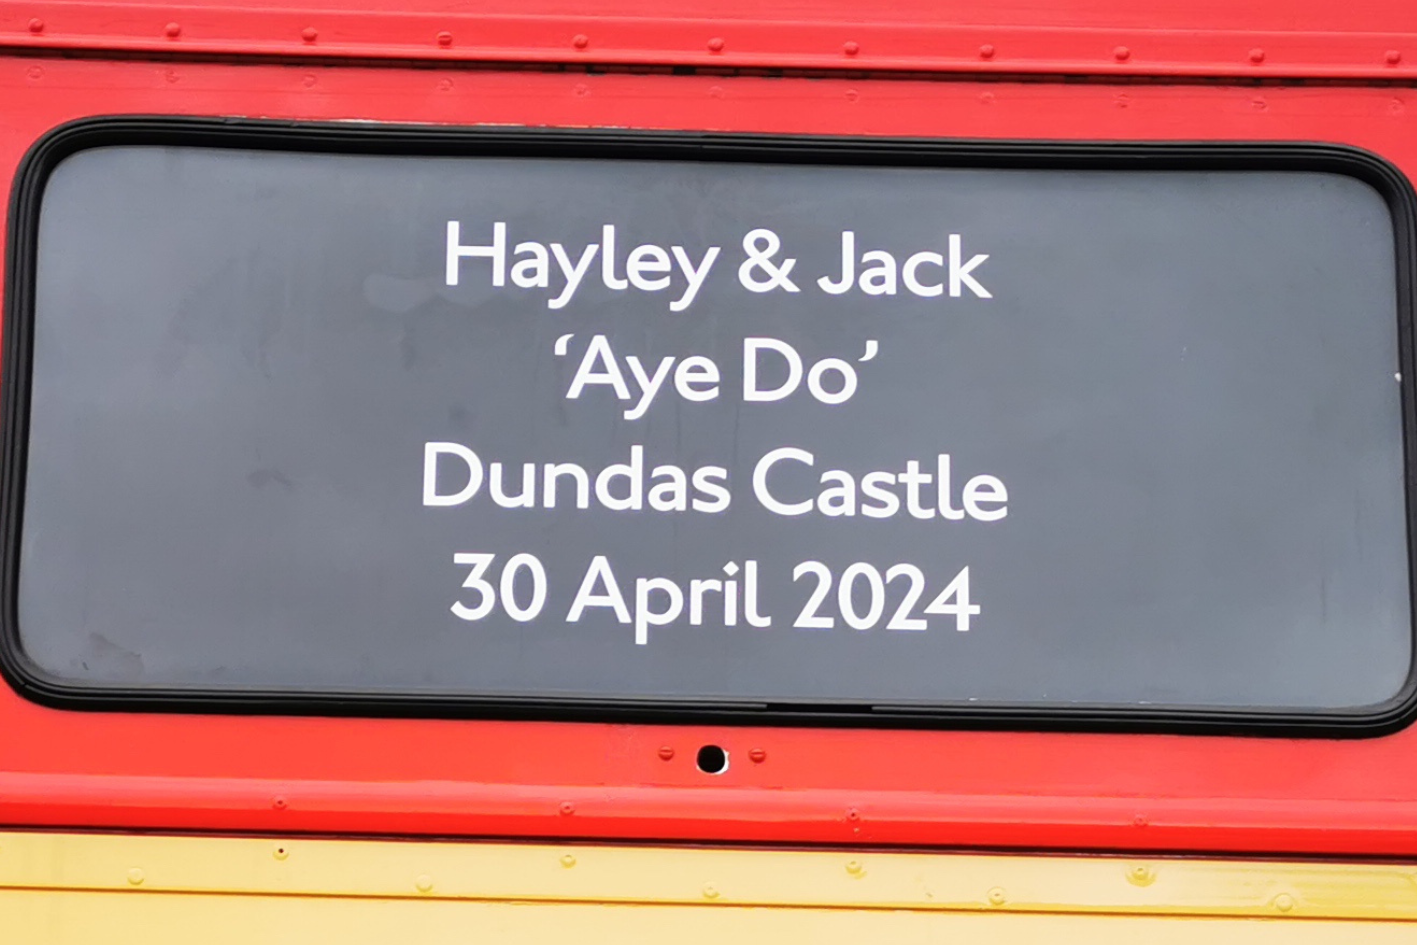 Hayley & Jack
‘Aye Do’
Dundas Castle
30 April 2024